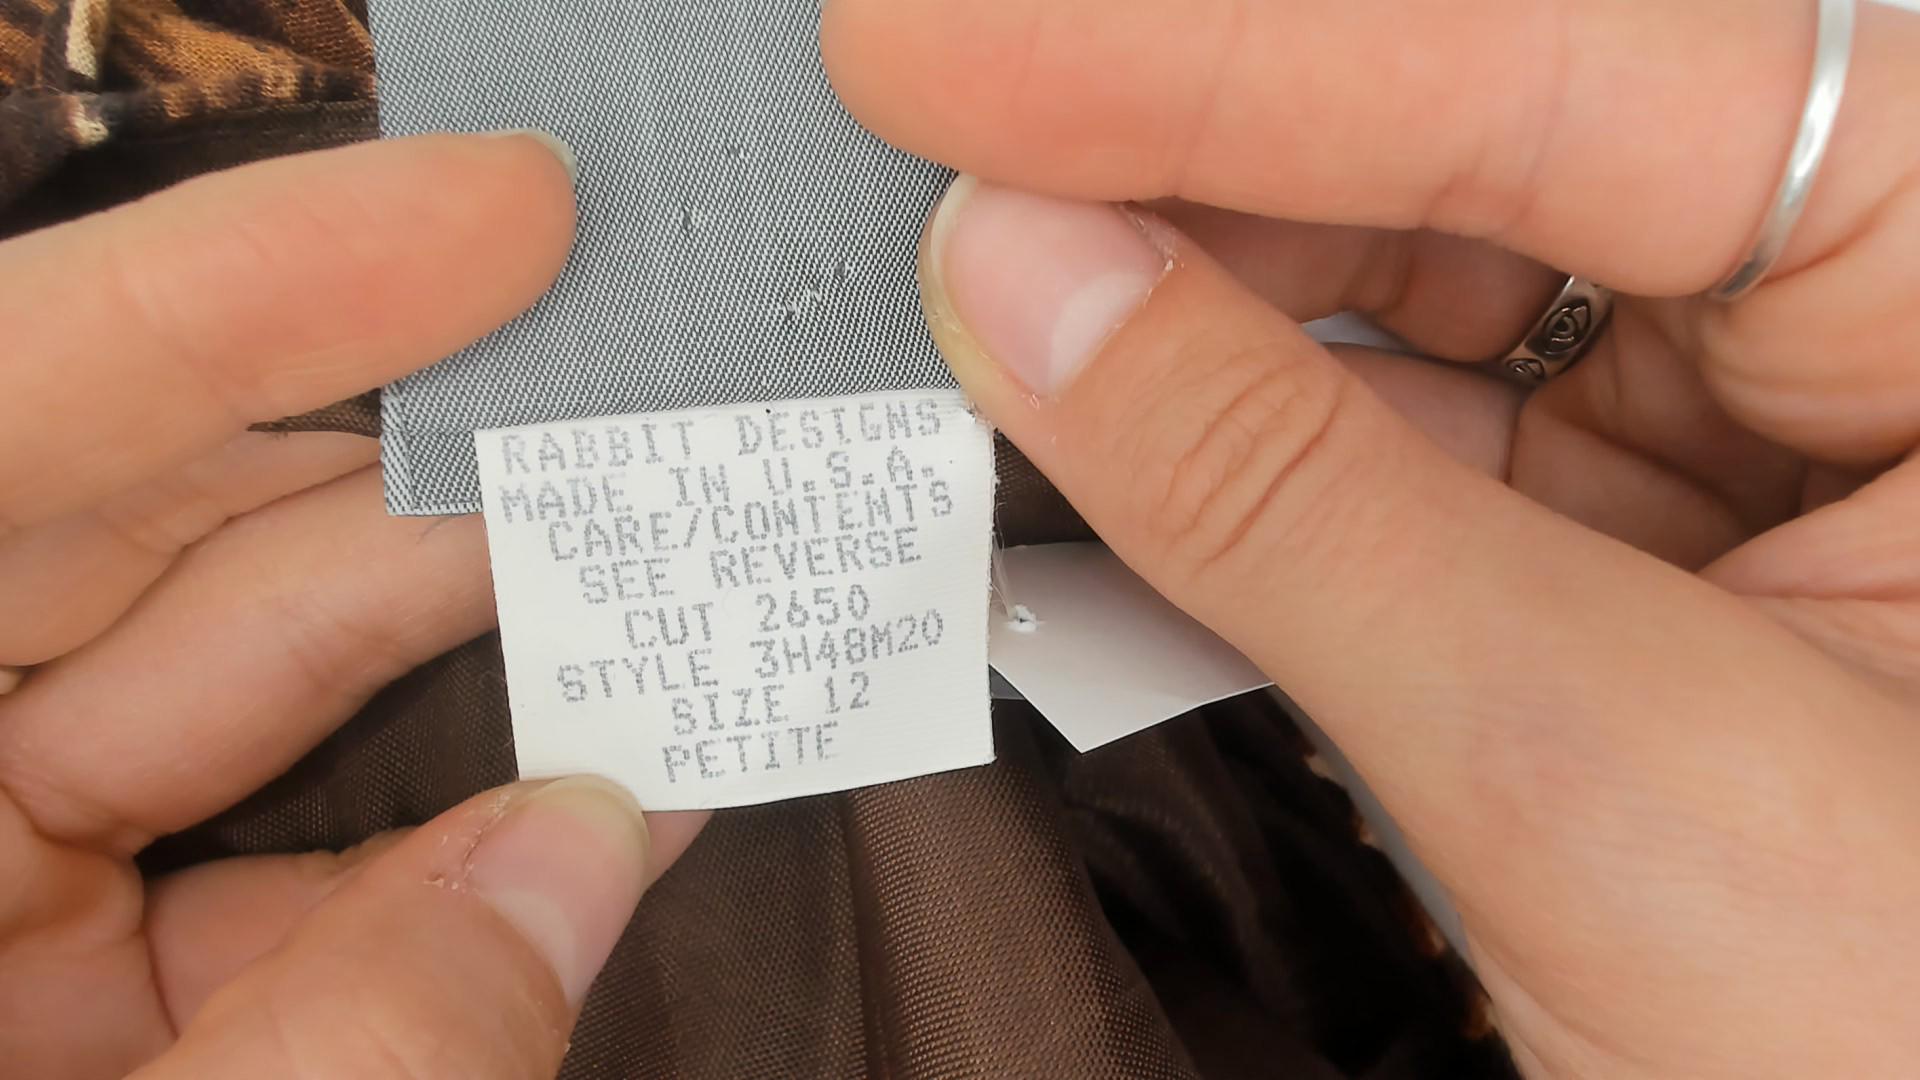 RABBIT DESIGNS
MADE IN U.S.A.
CARE/CONTENTS
SEE REVERSE
CUT 2650
STYLE 3H48M20
SIZE 12
PETITE